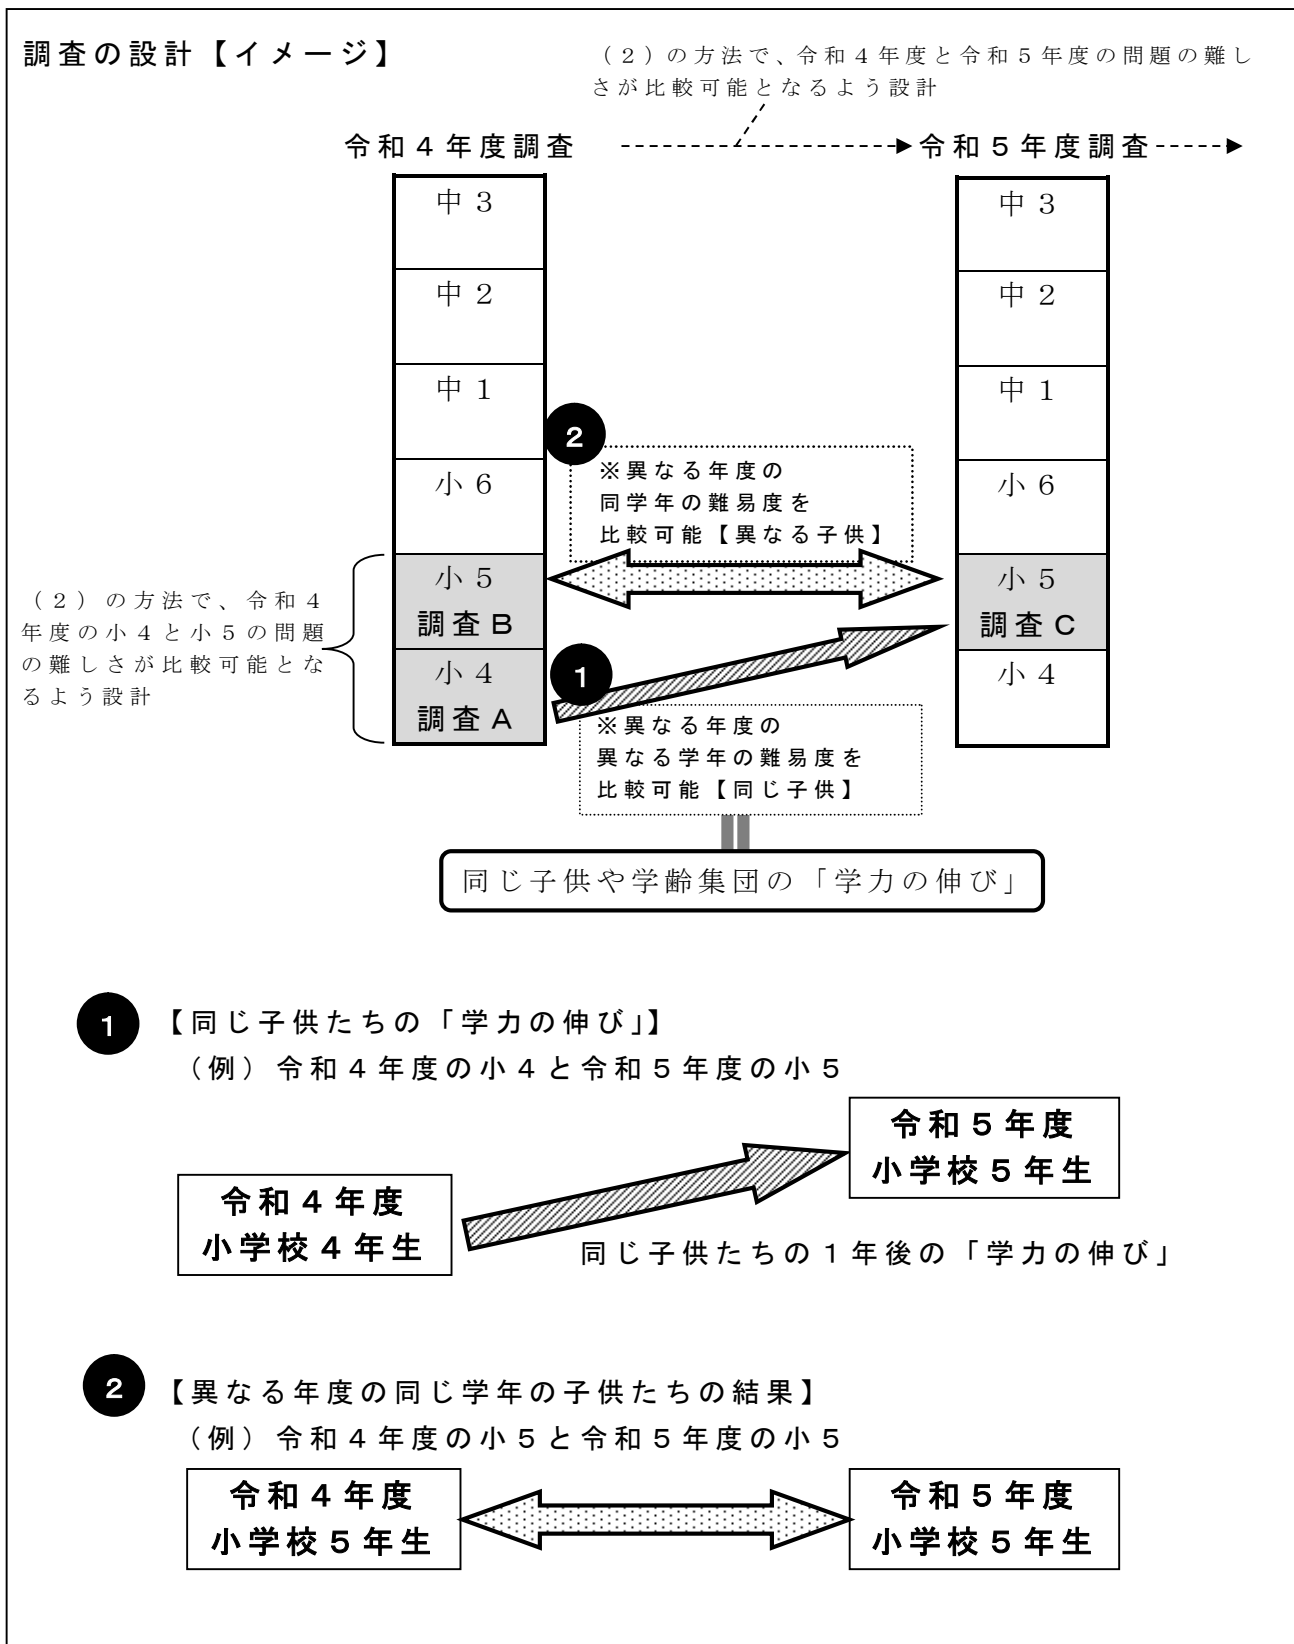 調査の設計【イメージ】
（２）の方法で、令和４年度と令和５年度の問題の難し
さが比較可能となるよう設計
令和４年度調査
令和５年度調査
中３
中２
中１
小６
小５
調査Ｂ
小４
調査Ａ
中３
中２
中１
小６
小５
調査Ｃ
小４
（２）の方法で、令和４
年度の小４と小５の問題
の難しさが比較可能とな
るよう設計
2
※異なる年度の
同学年の難易度を
比較可能【異なる子供】
1
※異なる年度の
異なる学年の難易度を
比較可能【同じ子供】
同じ子供や学齢集団の「学力の伸び」
1
【同じ子供たちの「学力の伸び」】
（例）令和４年度の小４と令和５年度の小５
令和５年度
小学校５年生
令和４年度
小学校４年生
同じ子供たちの１年後の「学力の伸び」
2
【異なる年度の同じ学年の子供たちの結果】
（例）令和４年度の小５と令和５年度の小５
令和４年度
小学校５年生
令和５年度
小学校５年生